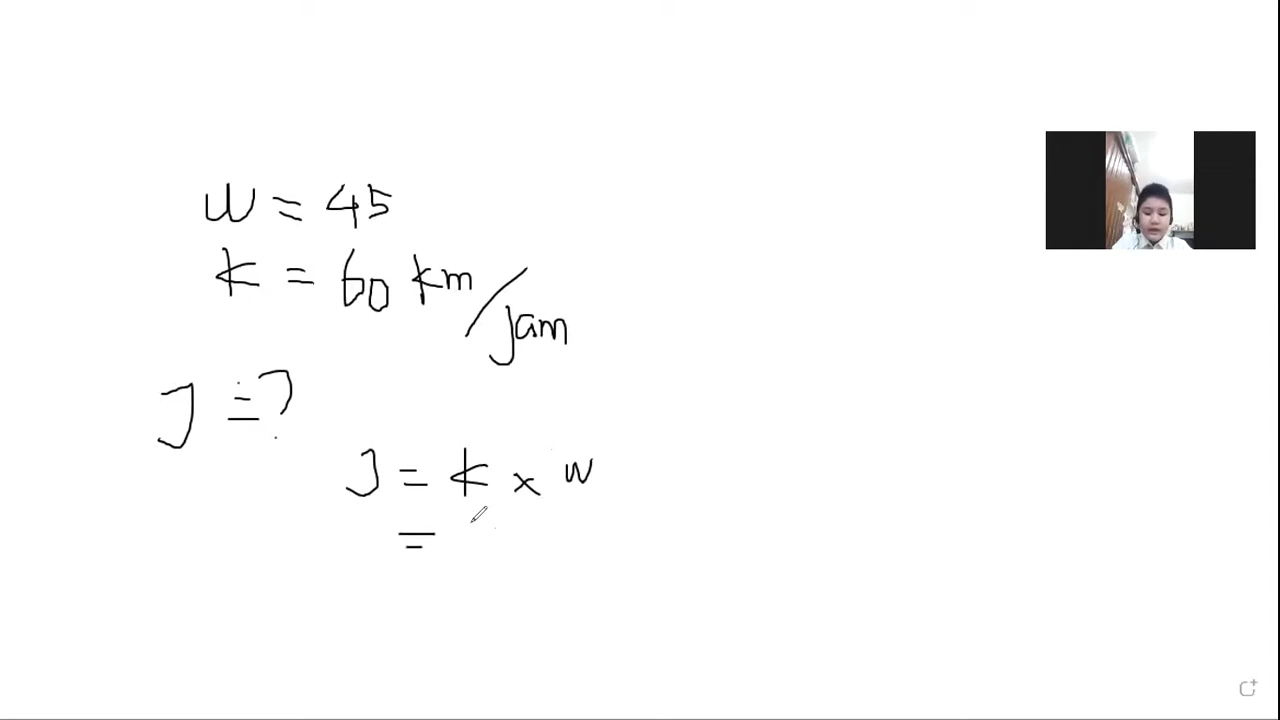 W = 45
K = 60 km/jam
J = ?
J = K x W
=